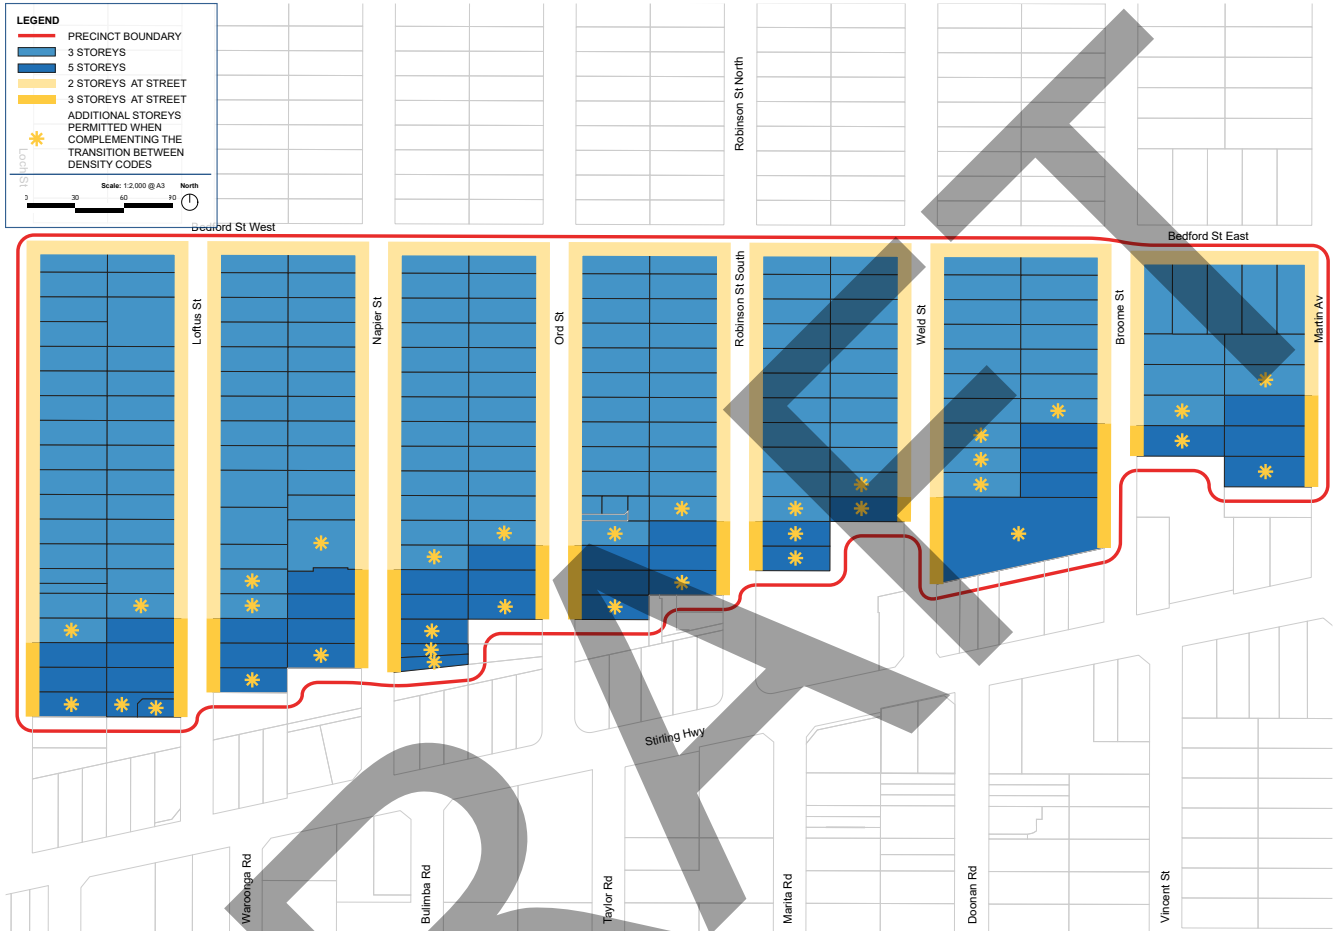 LEGEND
PRECINCT BOUNDARY
3 STOREYS
5 STOREYS
2 STOREYS AT STREET
3 STOREYS AT STREET
ADDITIONAL STOREYS
PERMITTED WHEN
COMPLEMENTING THE
TRANSITION BETWEEN
DENSITY CODES
Loch St
Scale: 1:2,000 @ A3 North
0 30 60 90
Bedford St West
Bedford St East
Robinson St North
Loftus St
Napier St
Ord St
Robinson St South
Weld St
Broome St
Martin Av
Stirling Hwy
Waroonga Rd
Bulimba Rd
Taylor Rd
Marita Rd
Doonan Rd
Vincent St
DRAFT